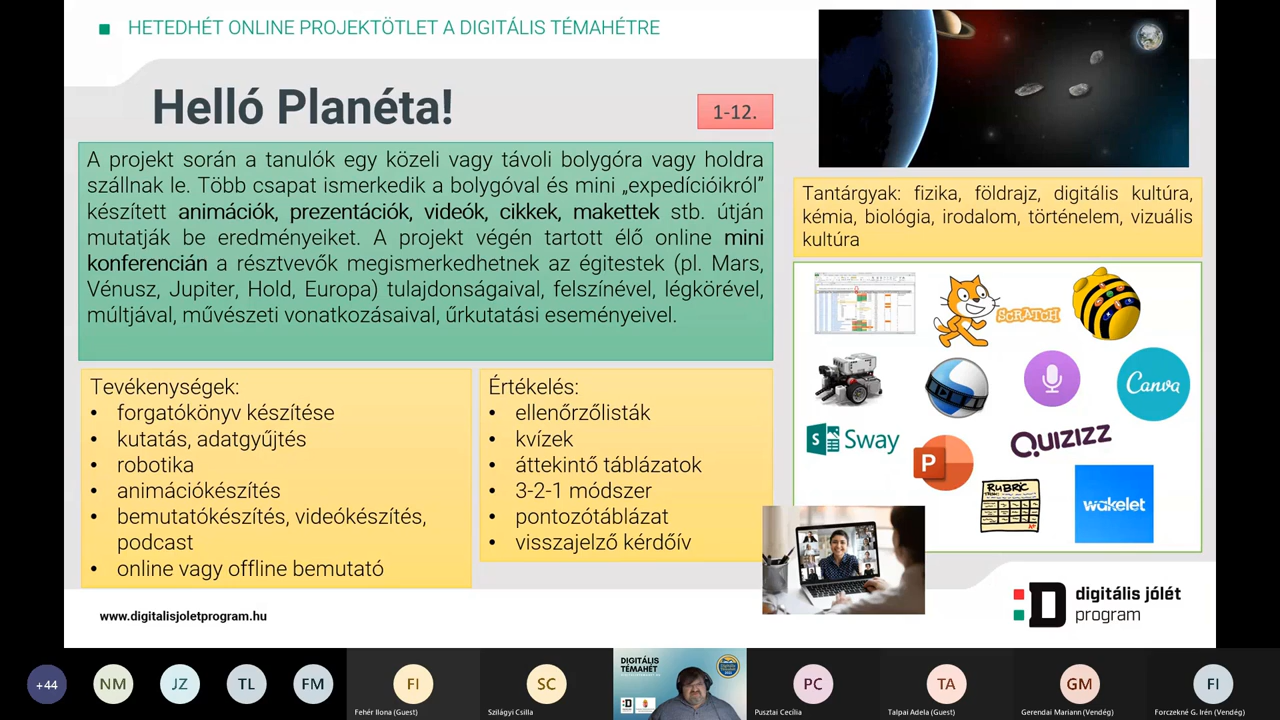 HETEDHÉT ONLINE PROJEKTÖTLET A DIGITÁLIS TÉMAHÉTRE
Helló Planéta!
1-12.
A projekt során a tanulók egy közeli vagy távoli bolygóra vagy holdra
szállnak le. Több csapat ismerkedik a bolygóval és mini „expedícióikról”
készített animációk, prezentációk, videók, cikkek, makettek stb. útján
mutatják be eredményeiket. A projekt végén tartott élő online mini
konferencián a résztvevők megismerkedhetnek az égitestek (pl. Mars,
Vénusz, Jupiter, Hold, Europa) tulajdonságaival, felszínével, légkörével,
múltjával, művészeti vonatkozásaival, űrkutatási eseményeivel.
Tantárgyak: fizika, földrajz, digitális kultúra,
kémia, biológia, irodalom, történelem, vizuális
kultúra
Tevékenységek:
• forgatókönyv készítése
• kutatás, adatgyűjtés
• robotika
• animációkészítés
• bemutatókészítés, videókészítés,
podcast
• online vagy offline bemutató
Értékelés:
• ellenőrzőlisták
• kvízek
• áttekintő táblázatok
• 3-2-1 módszer
• pontozótáblázat
• visszajelző kérdőív
SCRATCH
Canva
S Sway
P
QUIZIZZ
RUBRIC
wakelet
www.digitalisjoletprogram.hu
:D digitális jólét
program
+44
NM
JZ
TL
FM
FI
Fehér Ilona (Guest)
SC
Szilágyi Csilla
DIGITÁLIS
TÉMAHÉT
PC
Pusztai Cecília
TA
Talpai Adela (Guest)
GM
Gerendai Mariann (Vendég)
FI
Forczekné G. Irén (Vendég)